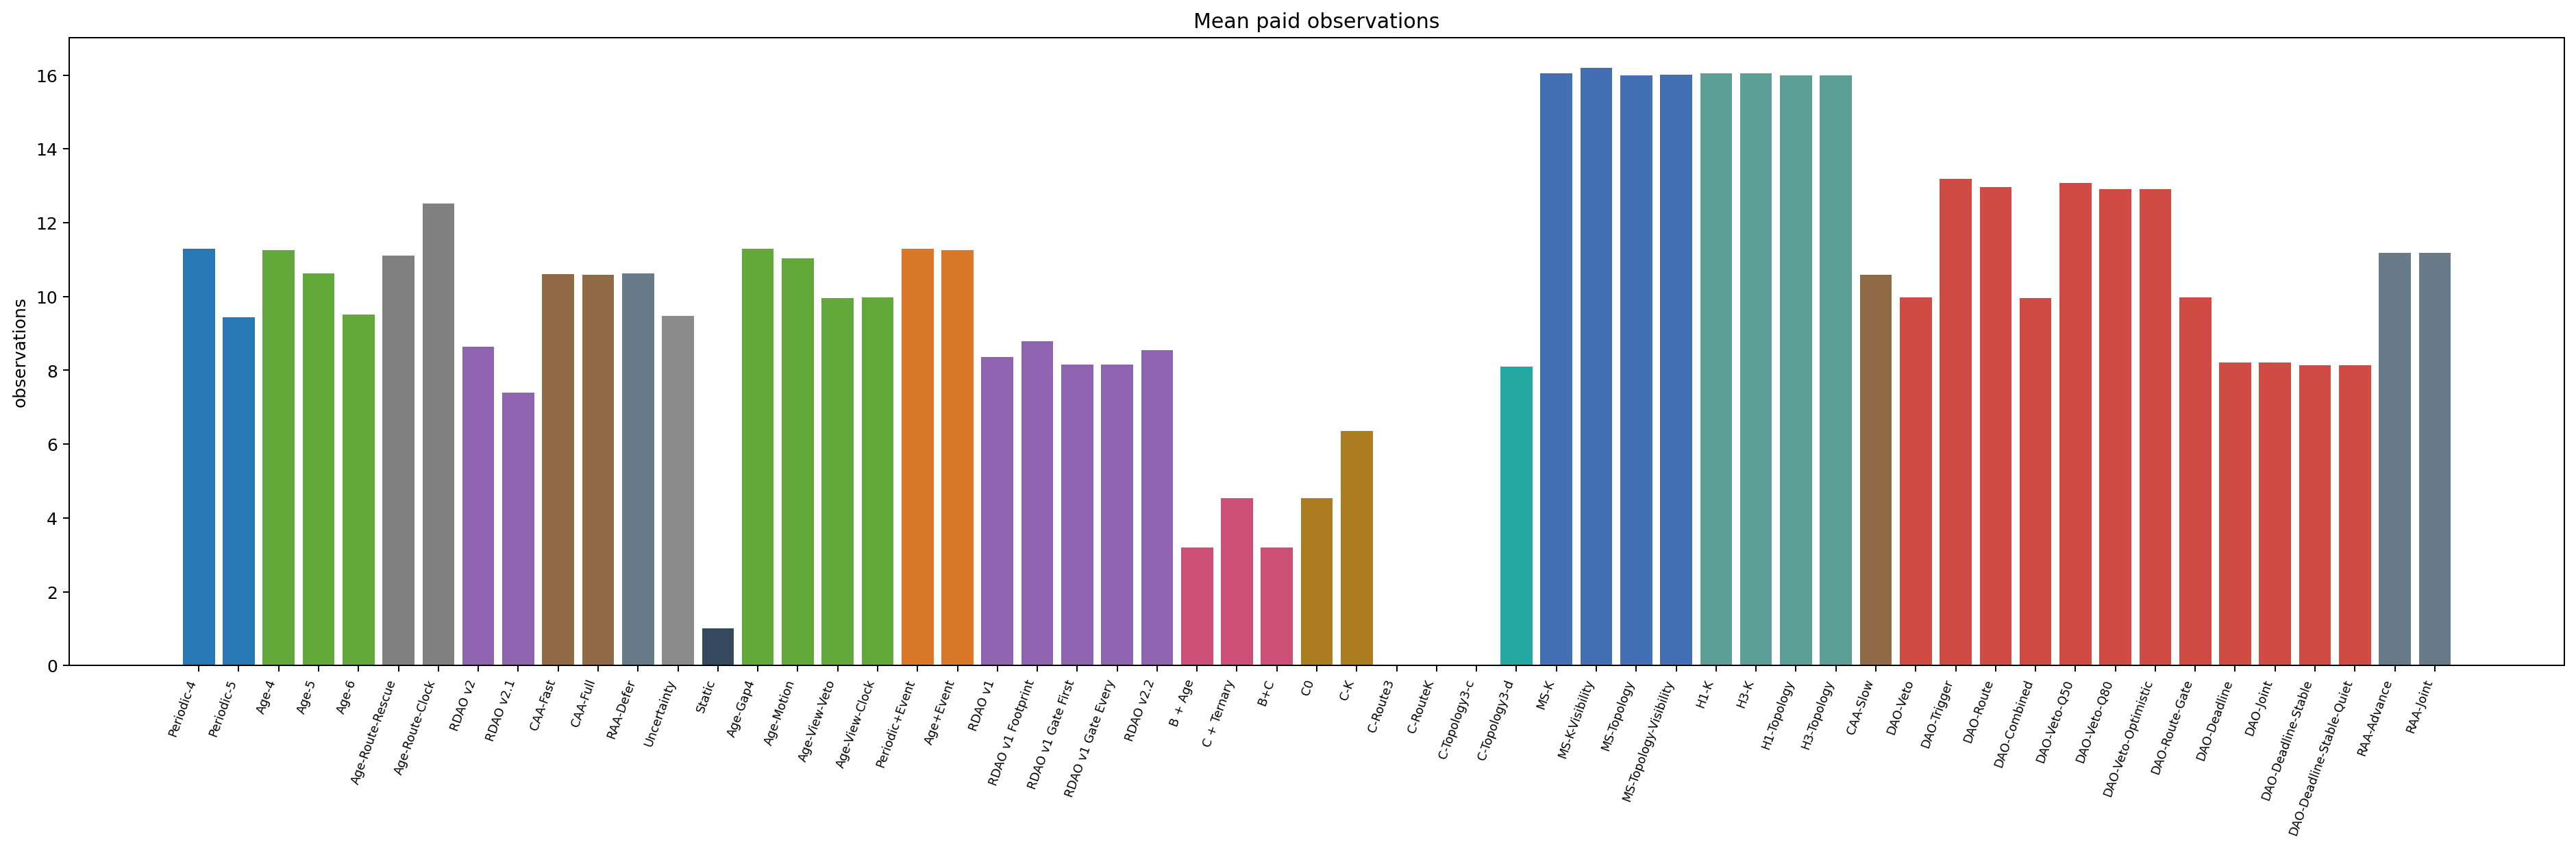 Mean paid observations
observations
16
14
12
10
8
6
4
2
0
Periodic-4
Periodic-5
Age-4
Age-5
Age-6
Age-Route-Rescue
Age-Route-Clock
RDAO v2
RDAO v2.1
CAA-Fast
CAA-Full
RAA-Defer
Uncertainty
Static
Age-Gap4
Age-Motion
Age-View-Veto
Age-View-Clock
Periodic+Event
Age+Event
RDAO v1
RDAO v1 Footprint
RDAO v1 Gate First
RDAO v1 Gate Every
RDAO v2.2
B + Age
C + Ternary
B+C
C0
C-K
C-Route3
C-RouteK
C-Topology3-c
C-Topology3-d
MS-K
MS-K-Visibility
MS-Topology
MS-Topology-Visibility
H1-K
H3-K
H1-Topology
H3-Topology
CAA-Slow
DAO-Veto
DAO-Trigger
DAO-Route
DAO-Combined
DAO-Veto-Q50
DAO-Veto-Q80
DAO-Veto-Optimistic
DAO-Route-Gate
DAO-Deadline
DAO-Joint
DAO-Deadline-Stable
DAO-Deadline-Stable-Quiet
RAA-Advance
RAA-Joint